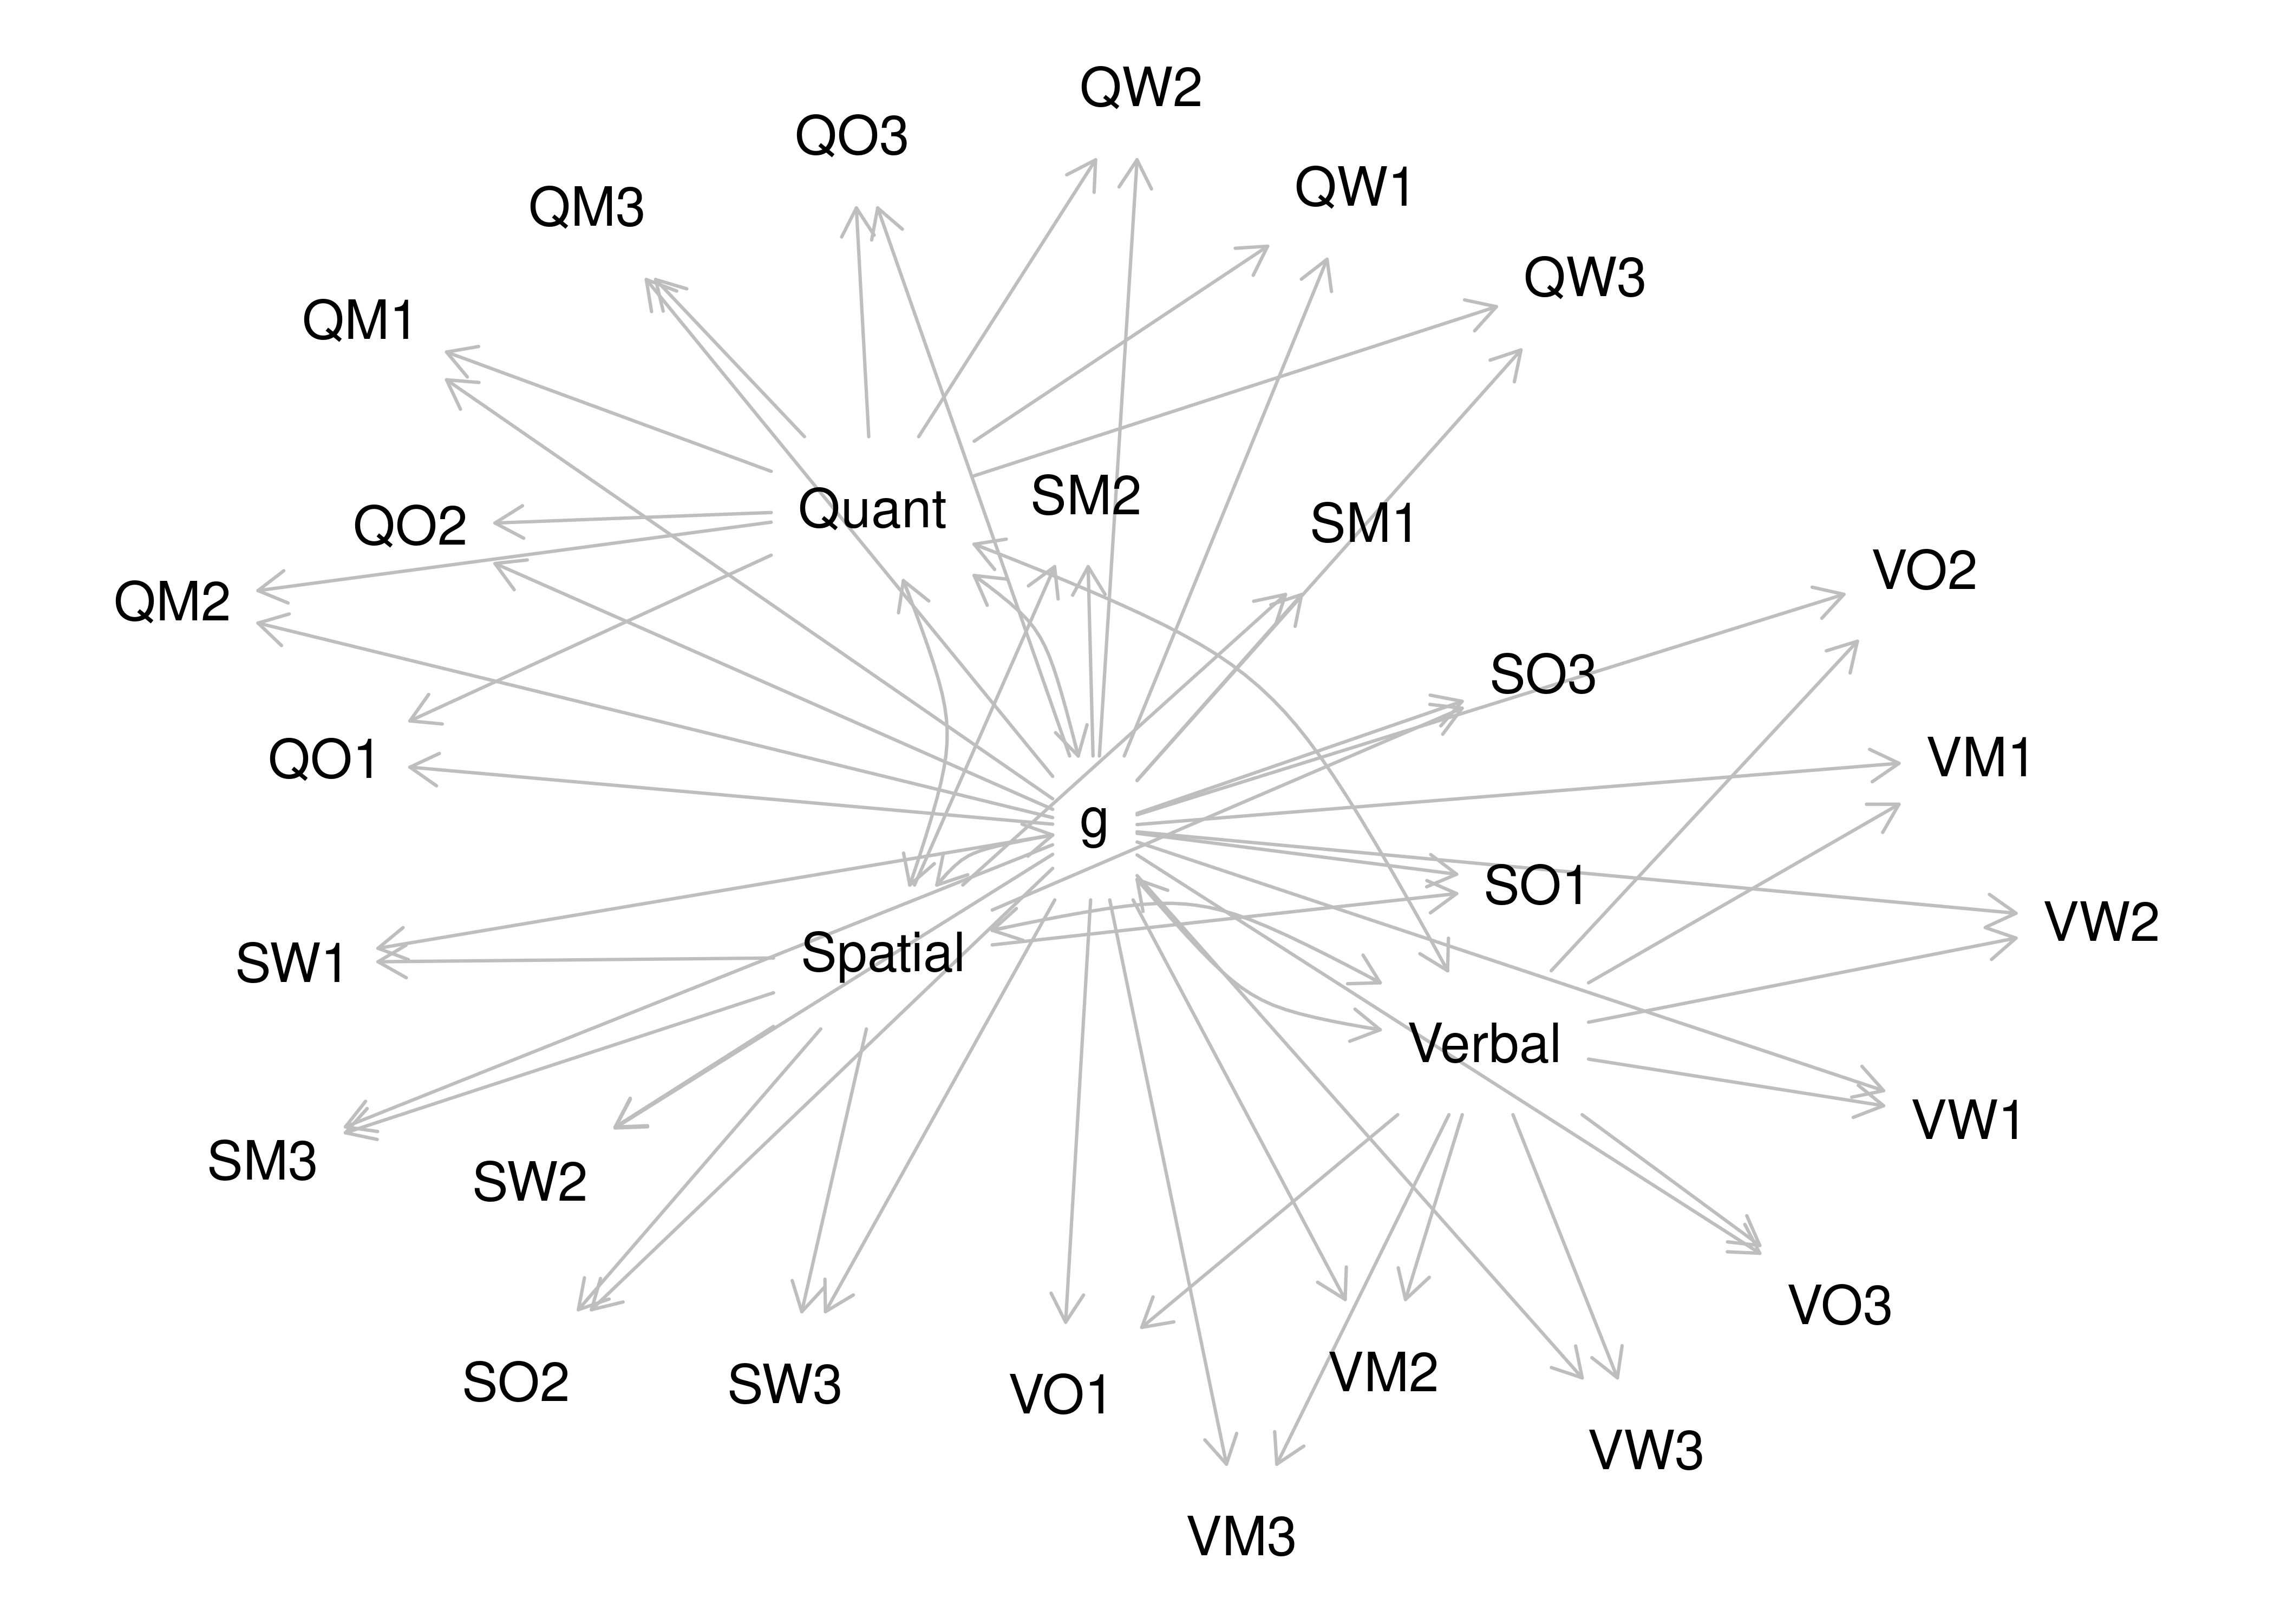 QW2
QO3
QW1
QM3
QW3
QM1
SM2
Quant
SM1
QO2
VO2
QM2
SO3
QO1
VM1
g
SO1
VW2
Spatial
SW1
Verbal
VW1
SM3
SW2
VO3
VM2
SO2
SW3
VO1
VW3
VM3